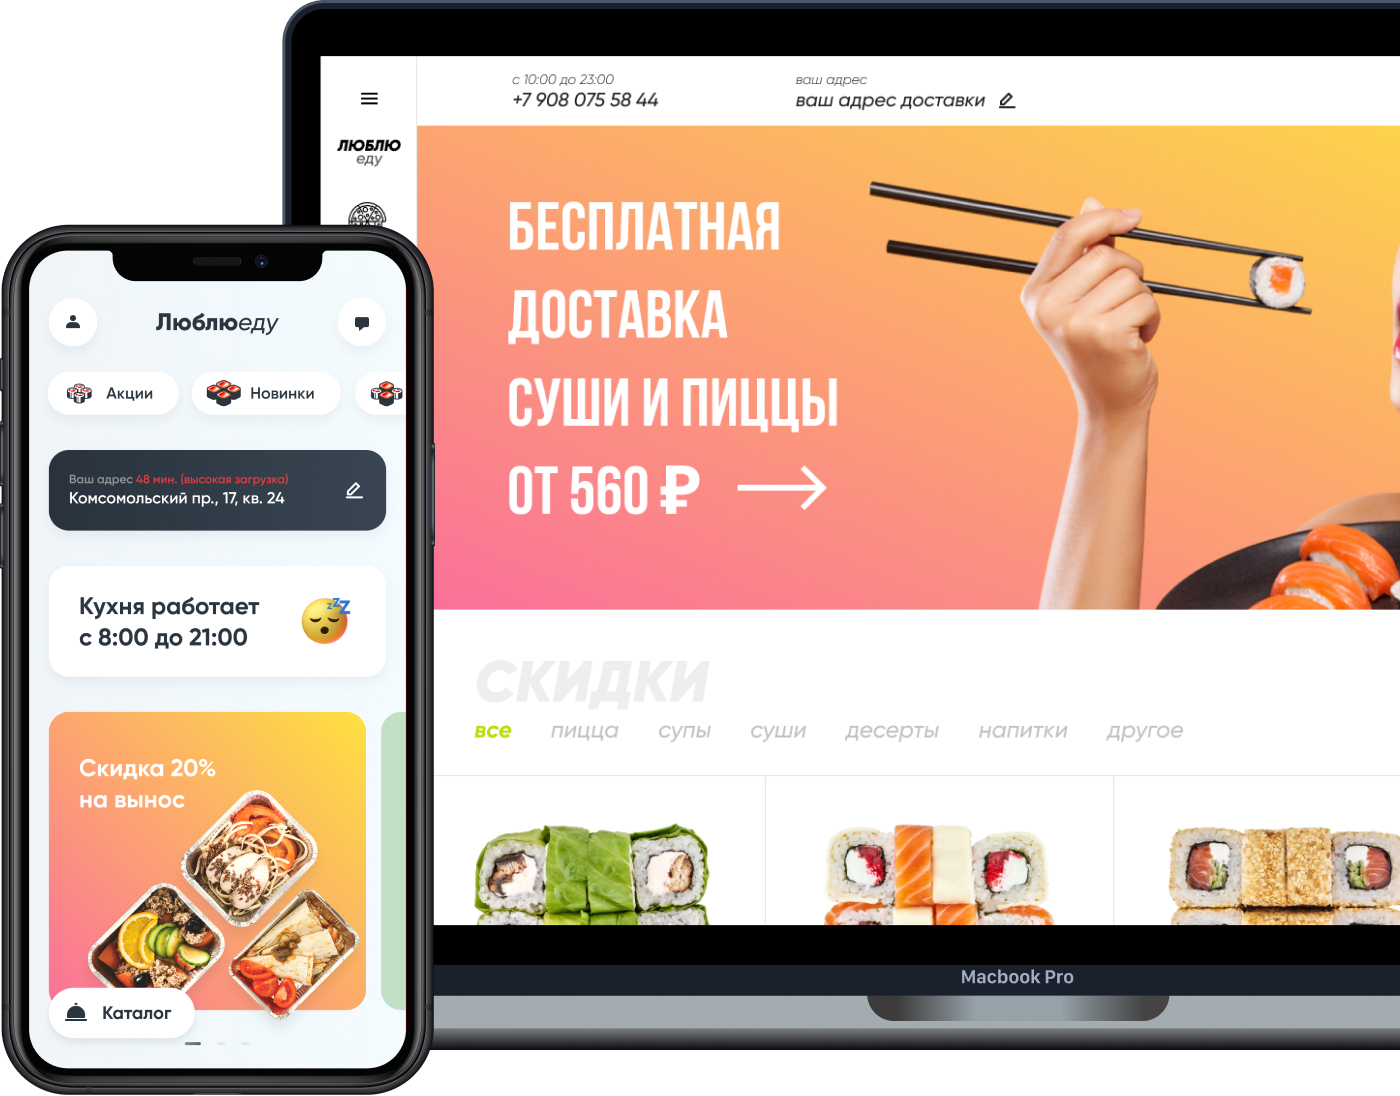 с 10:00 до 23:00
+7 908 075 58 44
ваш адрес
ваш адрес доставки
ЛЮБЛЮ
еду
БЕСПЛАТНАЯ
ДОСТАВКА
СУШИ И ПИЦЦЫ
ОТ 560 ₽
СКИДКИ
все пицца супы суши десерты напитки другое
Macbook Pro
Люблюеду
Акции Новинки
Ваш адрес 48 мин. (высокая загрузка)
Комсомольский пр., 17, кв. 24
Кухня работает
с 8:00 до 21:00
zzZ
Скидка 20%
на вынос
Каталог